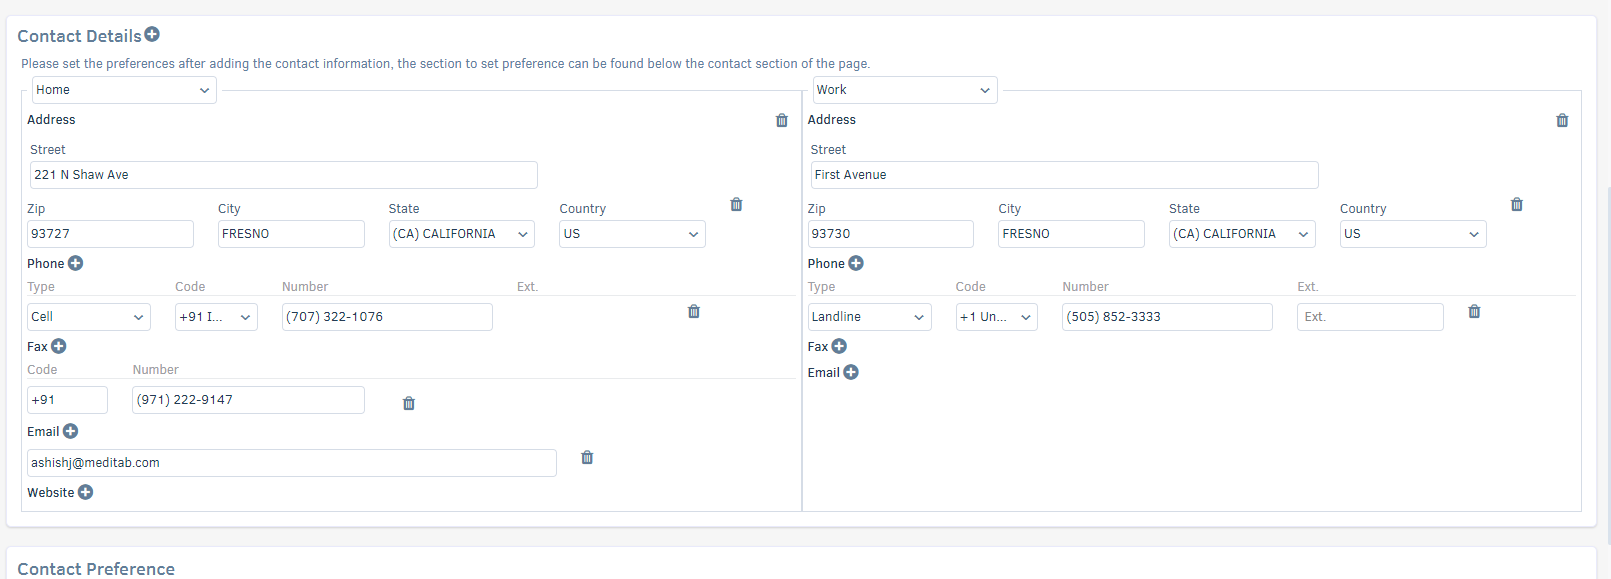 Contact Details
Please set the preferences after adding the contact information, the section to set preference can be found below the contact section of the page.
Home
Address
Street
221 N Shaw Ave
Zip City State Country
93727 FRESNO (CA) CALIFORNIA US
Phone
Type Code Number Ext.
Cell +91 I... (707) 322-1076
Fax
Code Number
+91 (971) 222-9147
Email
ashishj@meditab.com
Website
Work
Address
Street
First Avenue
Zip City State Country
93730 FRESNO (CA) CALIFORNIA US
Phone
Type Code Number Ext.
Landline +1 Un... (505) 852-3333 Ext.
Fax
Email
Contact Preference